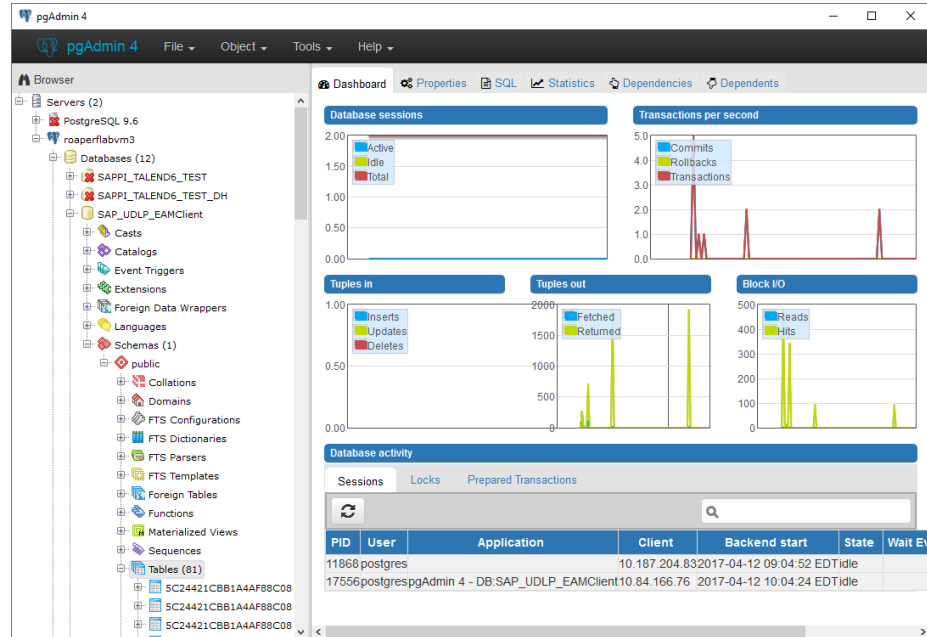 pgAdmin 4
pgAdmin 4 File Object Tools Help
Browser
Servers (2)
PostgreSQL 9.6
roaperflabvm3
Databases (12)
SAPPI_TALEND6_TEST
SAPPI_TALEND6_TEST_DH
SAP_UDLP_EAMClient
Casts
Catalogs
Event Triggers
Extensions
Foreign Data Wrappers
Languages
Schemas (1)
public
Collations
Domains
FTS Configurations
FTS Dictionaries
FTS Parsers
FTS Templates
Foreign Tables
Functions
Materialized Views
Sequences
Tables (81)
5C24421CBB1A4AF88C08
5C24421CBB1A4AF88C08
5C24421CBB1A4AF88C08
Dashboard Properties SQL Statistics Dependencies Dependents
Database sessions
2.00
1.50
1.00
0.50
0.00
Active
Idle
Total
Transactions per second
5.0
4.0
3.0
2.0
1.0
0.0
Commits
Rollbacks
Transactions
Tuples in
1.00
0.50
0.00
Inserts
Updates
Deletes
Tuples out
2000
1500
1000
500
0
Fetched
Returned
Block I/O
500
400
300
200
100
0
Reads
Hits
Database activity
Sessions Locks Prepared Transactions
PID User Application Client Backend start State Wait Ev
11868 postgres 10.187.204.83 2017-04-12 09:04:52 EDT idle
17556 postgres pgAdmin 4 - DB:SAP_UDLP_EAMClient 10.84.166.76 2017-04-12 10:04:24 EDT idle